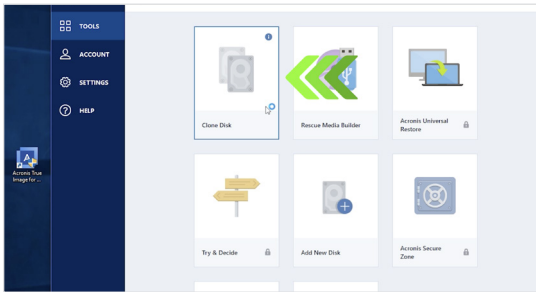 TOOLS
ACCOUNT
SETTINGS
HELP
Acronis True
Image for ...
Clone Disk
Rescue Media Builder
Acronis Universal
Restore
Try & Decide
Add New Disk
Acronis Secure
Zone